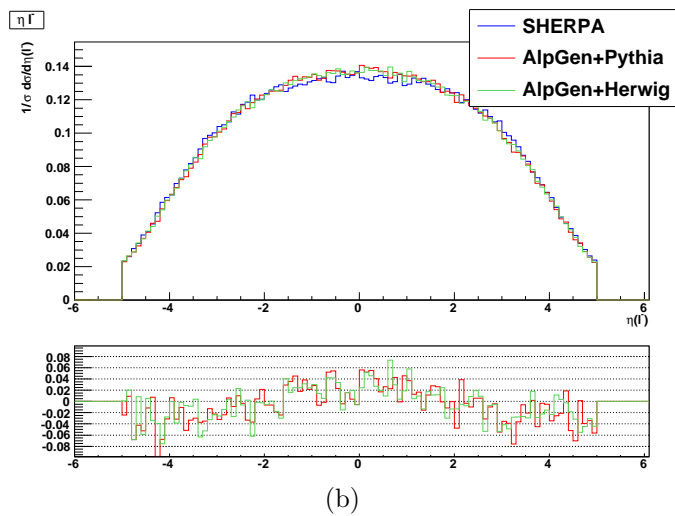 η l⁻
SHERPA
AlpGen+Pythia
AlpGen+Herwig
1/σ dσ/dη(l⁻)
0.14
0.12
0.1
0.08
0.06
0.04
0.02
0
-6 -4 -2 0 2 4 6
η(l⁻)
0.08
0.06
0.04
0.02
0
-0.02
-0.04
-0.06
-0.08
-6 -4 -2 0 2 4 6
(b)